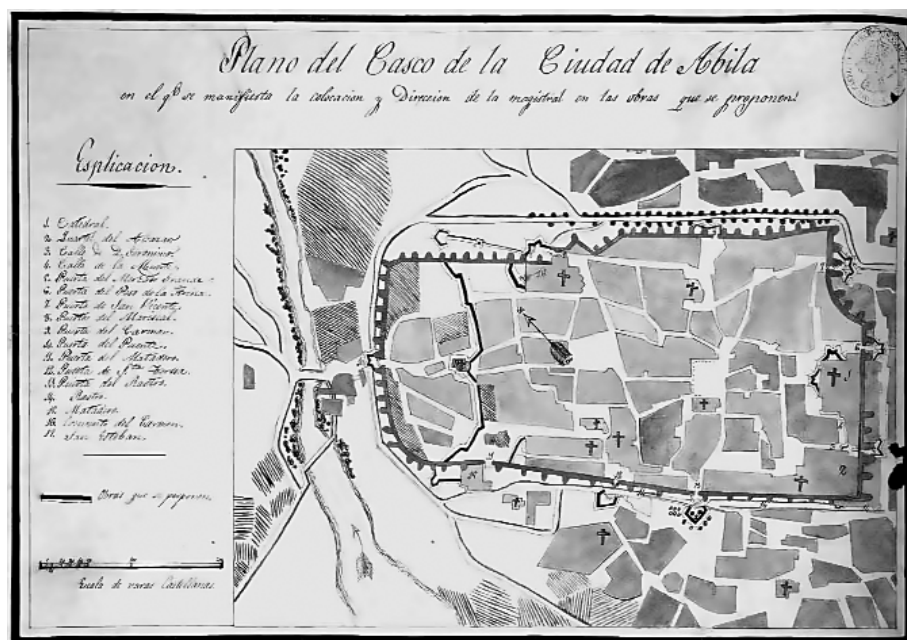 Plano del Casco de la Ciudad de Abila
en el qᵉ se manifiesta la colocacion y Direccion de la magistral en las obras que se proponen
Esplicacion.
1. Catedral.
2. Quartel del Alcazar
3. Calle de D. Geronimo
4. Calle de la Muerte
5. Puerta del Mercado Grande
6. Puerta del Peso de la Arina
7. Puerta de San Vicente
8. Puerta del Mariscal
9. Puerta del Carmen
10. Puerta del Puente
11. Puerta del Matadero
12. Puerta de Sta Teresa
13. Puerta del Rastro
14. Rastro
15. Matadero
16. Convento del Carmen
17. San Esteban
Obras que se proponen
Escala de varas Castellanas